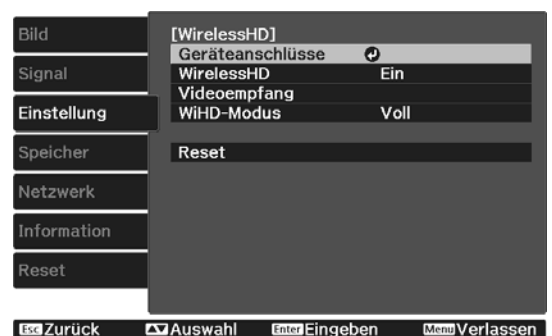 Bild
Signal
Einstellung
Speicher
Netzwerk
Information
Reset
[WirelessHD]
Geräteanschlüsse
WirelessHD Ein
Videoempfang
WiHD-Modus Voll
Reset
Esc Zurück Auswahl Enter Eingeben Menu Verlassen